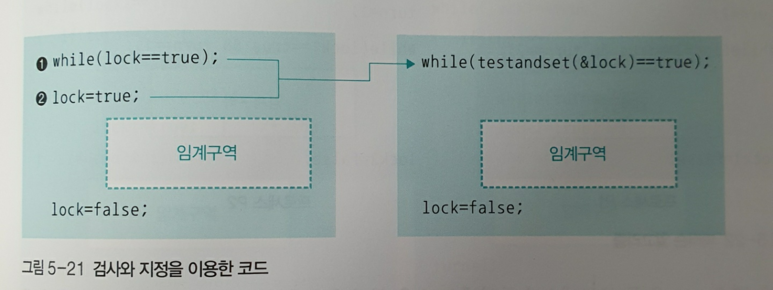 ❶ while(lock==true);
❷ lock=true;
임계구역
lock=false;
while(testandset(&lock)==true);
임계구역
lock=false;
그림 5-21 검사와 지정을 이용한 코드